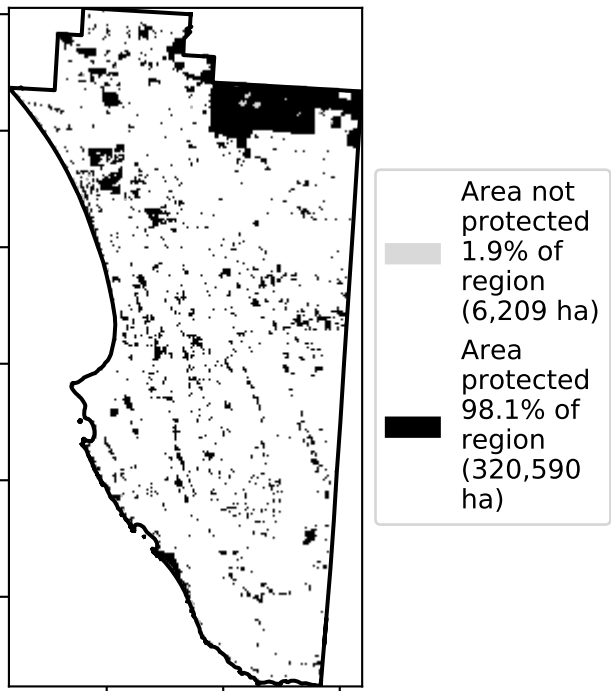 Area not
protected
1.9% of
region
(6,209 ha)
Area
protected
98.1% of
region
(320,590
ha)